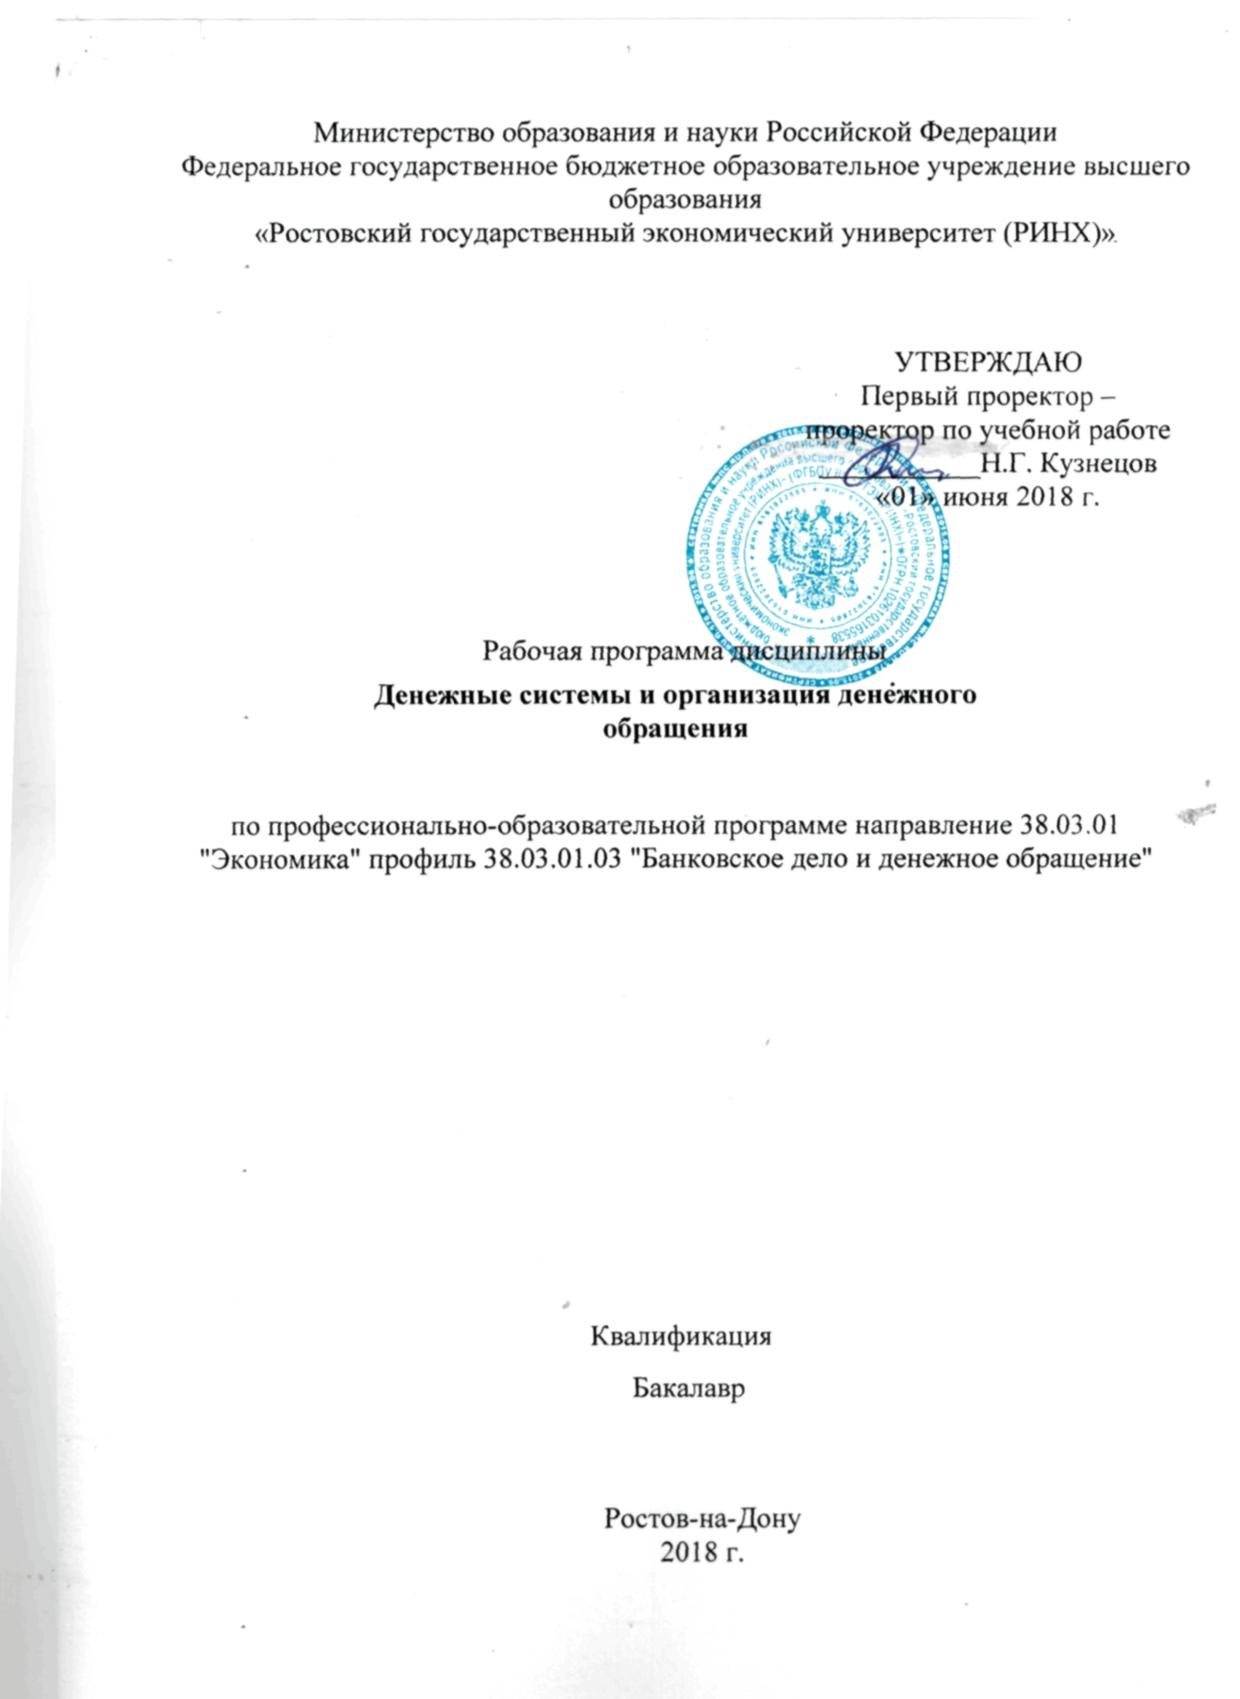 Министерство образования и науки Российской Федерации
Федеральное государственное бюджетное образовательное учреждение высшего
образования
«Ростовский государственный экономический университет (РИНХ)»
УТВЕРЖДАЮ
Первый проректор –
проректор по учебной работе
Н.Г. Кузнецов
«01» июня 2018 г.
Рабочая программа дисциплины
Денежные системы и организация денежного
обращения
по профессионально-образовательной программе направление 38.03.01
"Экономика" профиль 38.03.01.03 "Банковское дело и денежное обращение"
Квалификация
Бакалавр
Ростов-на-Дону
2018 г.